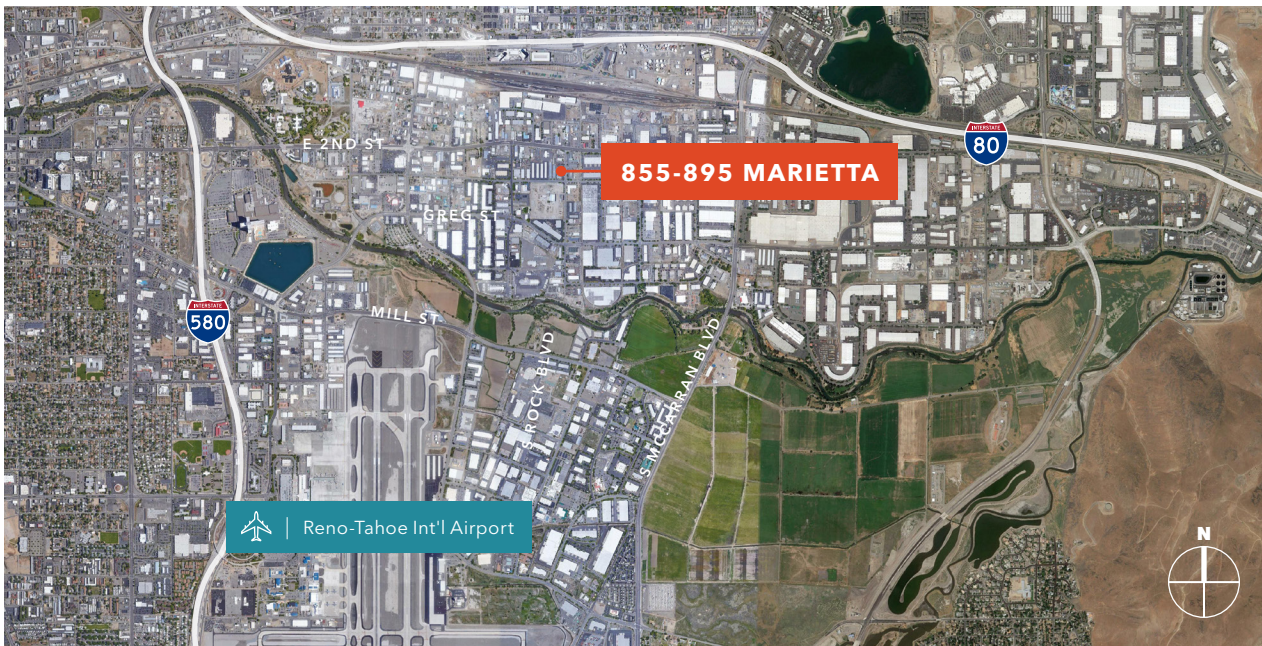 INTERSTATE
80
E 2ND ST
855-895 MARIETTA
GREG ST
INTERSTATE
580
MILL ST
S ROCK BLVD
S MCCARRAN BLVD
Reno-Tahoe Int'l Airport
N